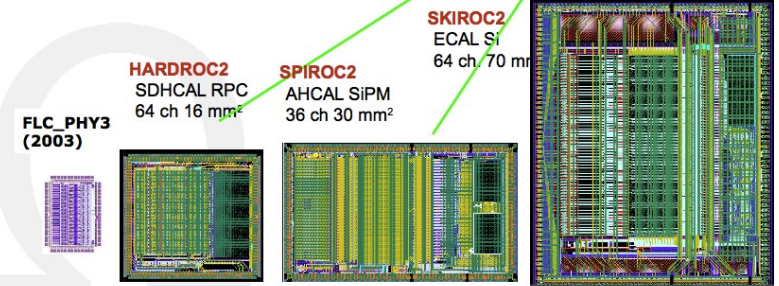 FLC_PHY3
(2003)
HARDROC2
SDHCAL RPC
64 ch 16 mm²
SPIROC2
AHCAL SiPM
36 ch 30 mm²
SKIROC2
ECAL Si
64 ch. 70 mm